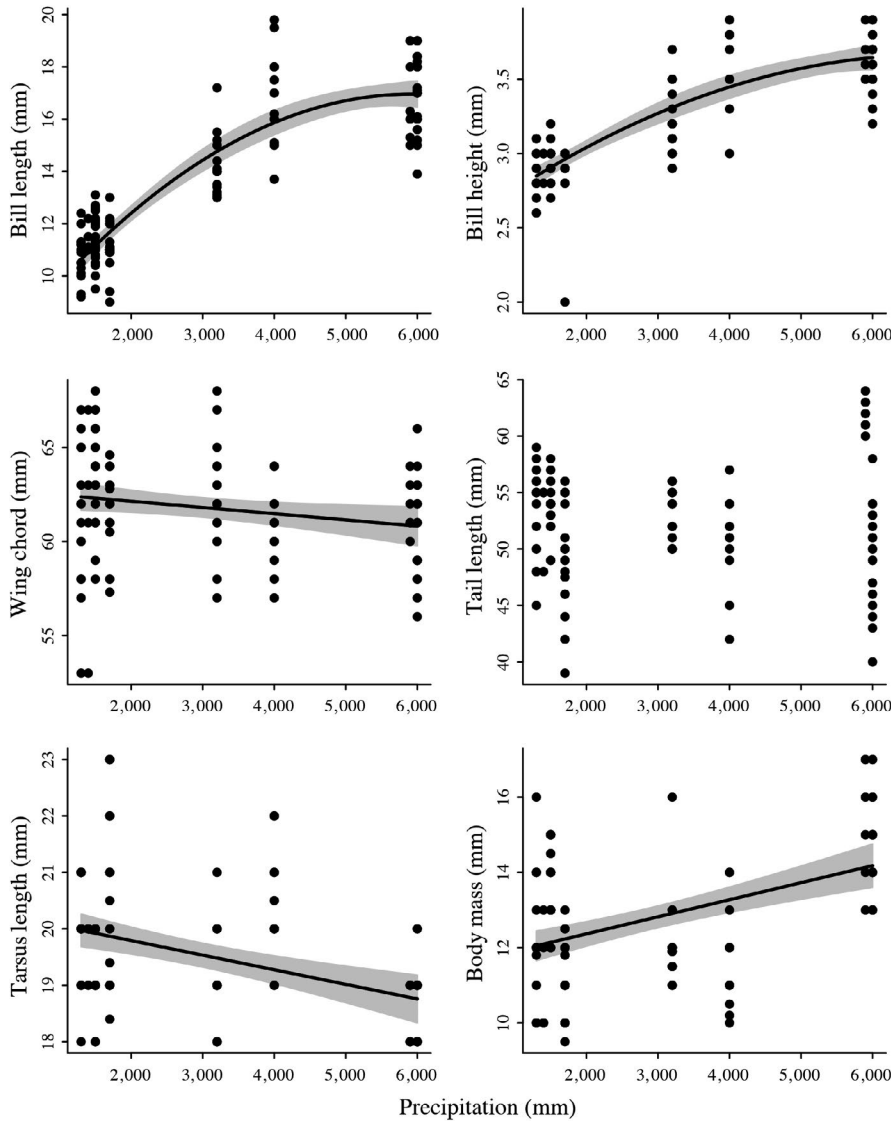 Bill length (mm)
20
18
16
14
12
10
2,000 3,000 4,000 5,000 6,000
Bill height (mm)
3.5
3.0
2.5
2.0
2,000 3,000 4,000 5,000 6,000
Wing chord (mm)
65
60
55
2,000 3,000 4,000 5,000 6,000
Tail length (mm)
65
60
55
50
45
40
2,000 3,000 4,000 5,000 6,000
Tarsus length (mm)
23
22
21
20
19
18
2,000 3,000 4,000 5,000 6,000
Body mass (mm)
16
14
12
10
2,000 3,000 4,000 5,000 6,000
Precipitation (mm)